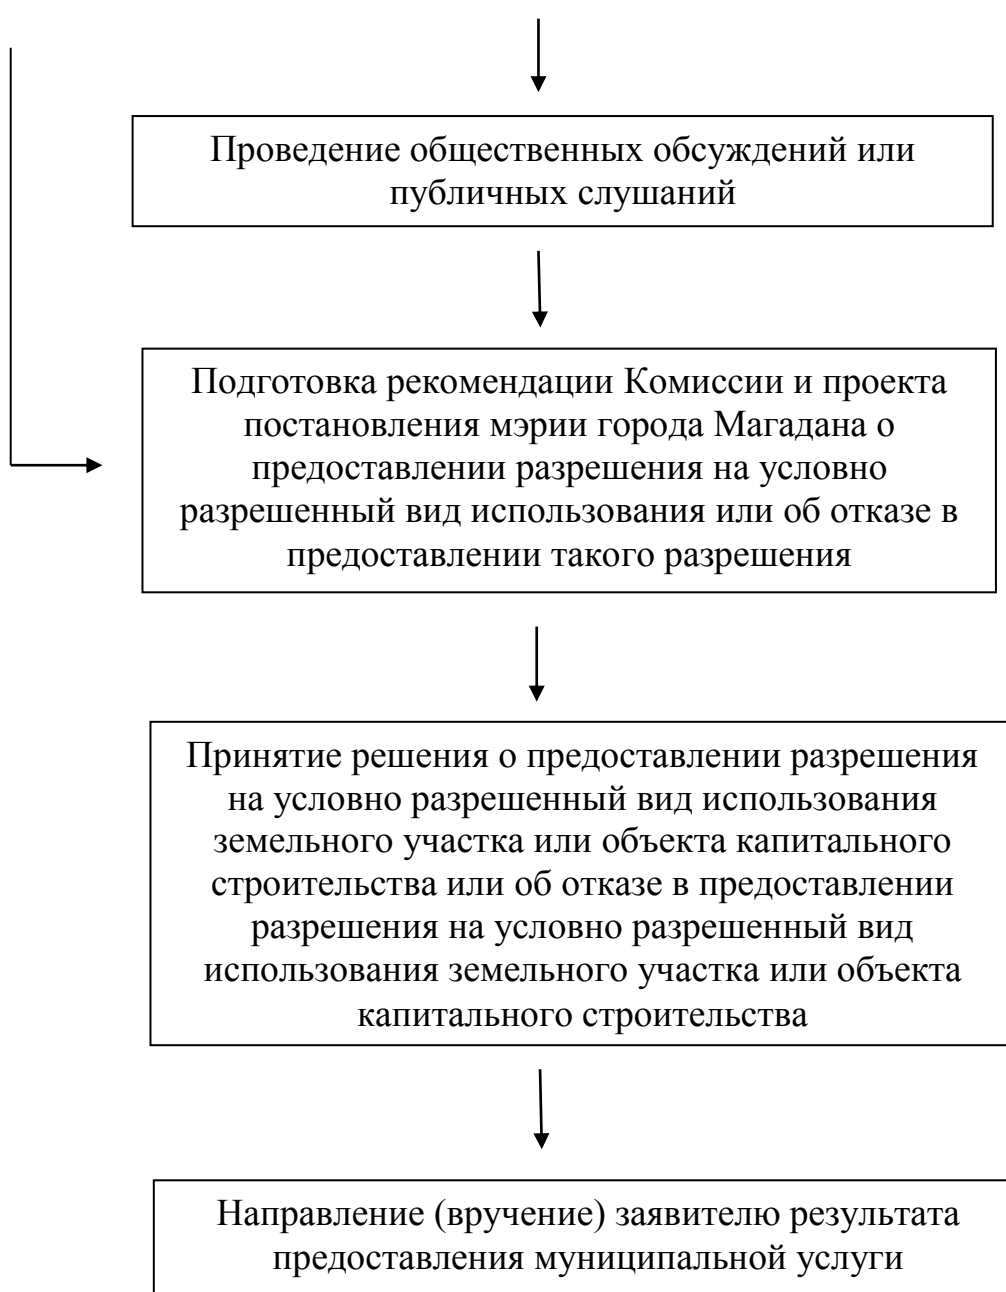 Проведение общественных обсуждений или
публичных слушаний
Подготовка рекомендации Комиссии и проекта
постановления мэрии города Магадана о
предоставлении разрешения на условно
разрешенный вид использования или об отказе в
предоставлении такого разрешения
Принятие решения о предоставлении разрешения
на условно разрешенный вид использования
земельного участка или объекта капитального
строительства или об отказе в предоставлении
разрешения на условно разрешенный вид
использования земельного участка или объекта
капитального строительства
Направление (вручение) заявителю результата
предоставления муниципальной услуги